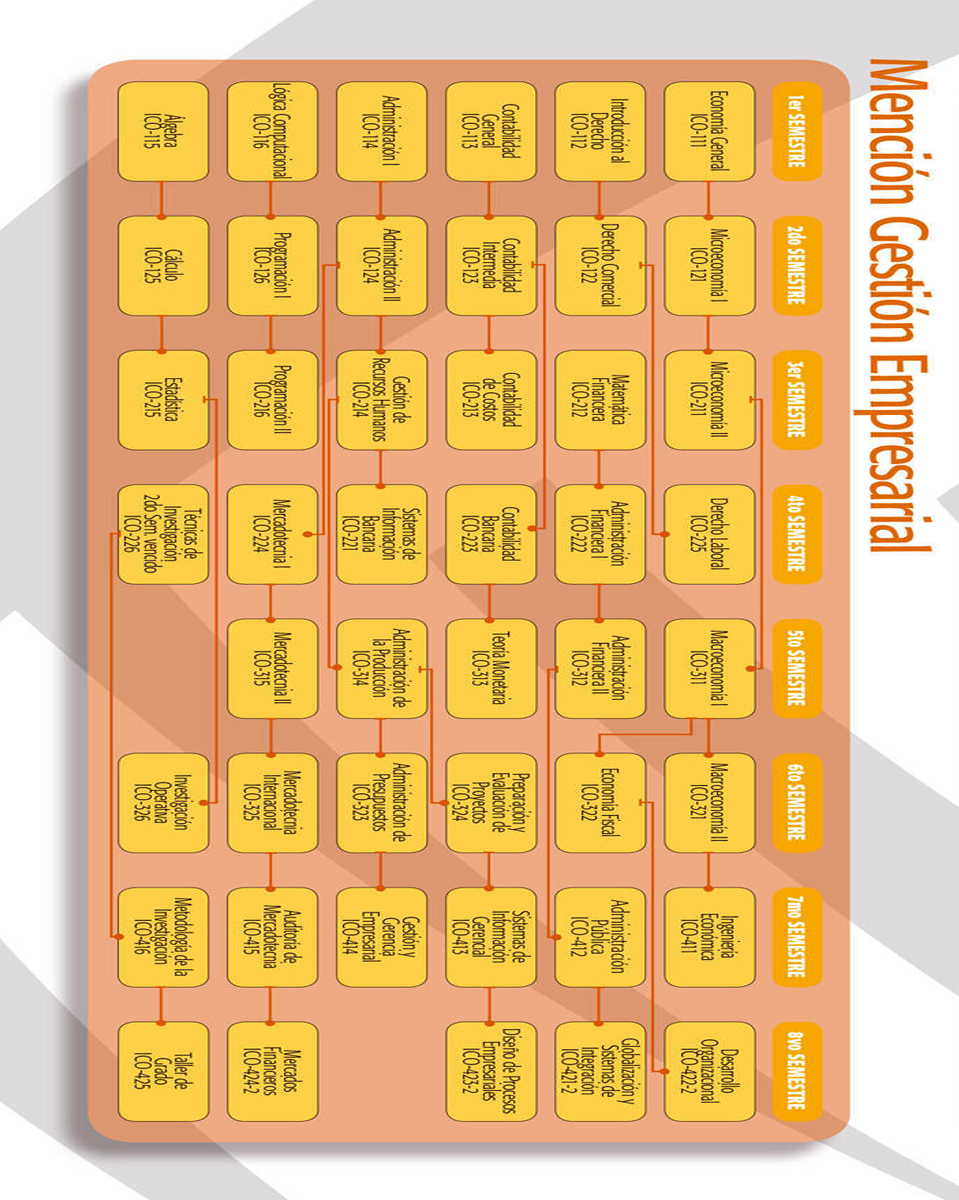 Mención Gestión Empresarial
1er SEMESTRE
2do SEMESTRE
3er SEMESTRE
4to SEMESTRE
5to SEMESTRE
6to SEMESTRE
7mo SEMESTRE
8vo SEMESTRE
Economía General
ICO-111
Microeconomía I
ICO-121
Microeconomía II
ICO-211
Derecho Laboral
ICO-225
Macroeconomía I
ICO-311
Macroeconomía II
ICO-321
Ingeniería
Económica
ICO-411
Desarrollo
Organizacional
ICO-422-2
Introducción al
Derecho
ICO-112
Derecho Comercial
ICO-122
Matemática
Financiera
ICO-212
Administración
Financiera I
ICO-222
Administración
Financiera II
ICO-312
Economía Fiscal
ICO-322
Administración
Pública
ICO-412
Globalización y
Sistemas de
Integración
ICO-421-2
Contabilidad
General
ICO-113
Contabilidad
Intermedia
ICO-123
Contabilidad
de Costos
ICO-213
Contabilidad
Bancaria
ICO-223
Teoría Monetaria
ICO-313
Preparación y
Evaluación de
Proyectos
ICO-324
Sistemas de
Información
Gerencial
ICO-413
Diseño de Procesos
Empresariales
ICO-423-2
Administración I
ICO-114
Administración II
ICO-124
Gestión de
Recursos Humanos
ICO-214
Sistemas de
Información
Bancaria
ICO-221
Administración de
la Producción
ICO-314
Administración de
Presupuestos
ICO-323
Gestión y
Gerencia
Empresarial
ICO-414
Lógica Computacional
ICO-116
Programación I
ICO-126
Programación II
ICO-216
Mercadotecnia I
ICO-224
Mercadotecnia II
ICO-315
Mercadotecnia
Internacional
ICO-325
Auditoría de
Mercadotecnia
ICO-415
Mercados
Financieros
ICO-424-2
Álgebra
ICO-115
Cálculo
ICO-125
Estadística
ICO-215
Técnicas de
Investigación
2do Sem. vencido
ICO-226
Investigación
Operativa
ICO-326
Metodología de la
Investigación
ICO-416
Taller de
Grado
ICO-425